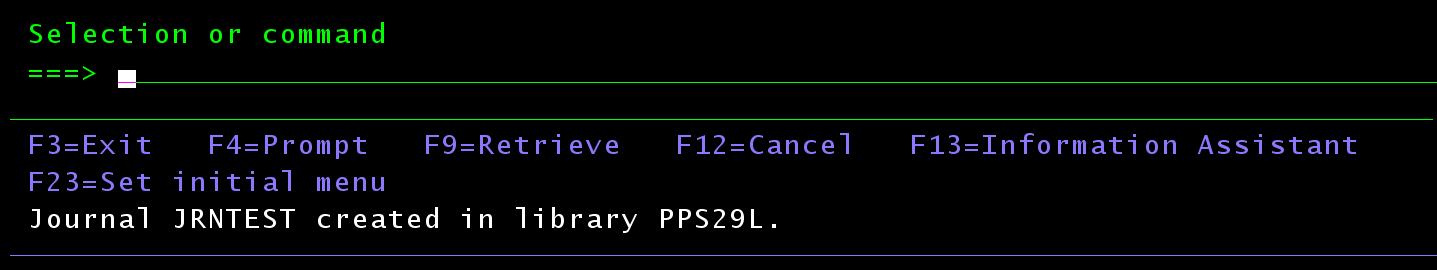 Selection or command
===>
F3=Exit   F4=Prompt   F9=Retrieve   F12=Cancel   F13=Information Assistant
F23=Set initial menu
Journal JRNTEST created in library PPS29L.